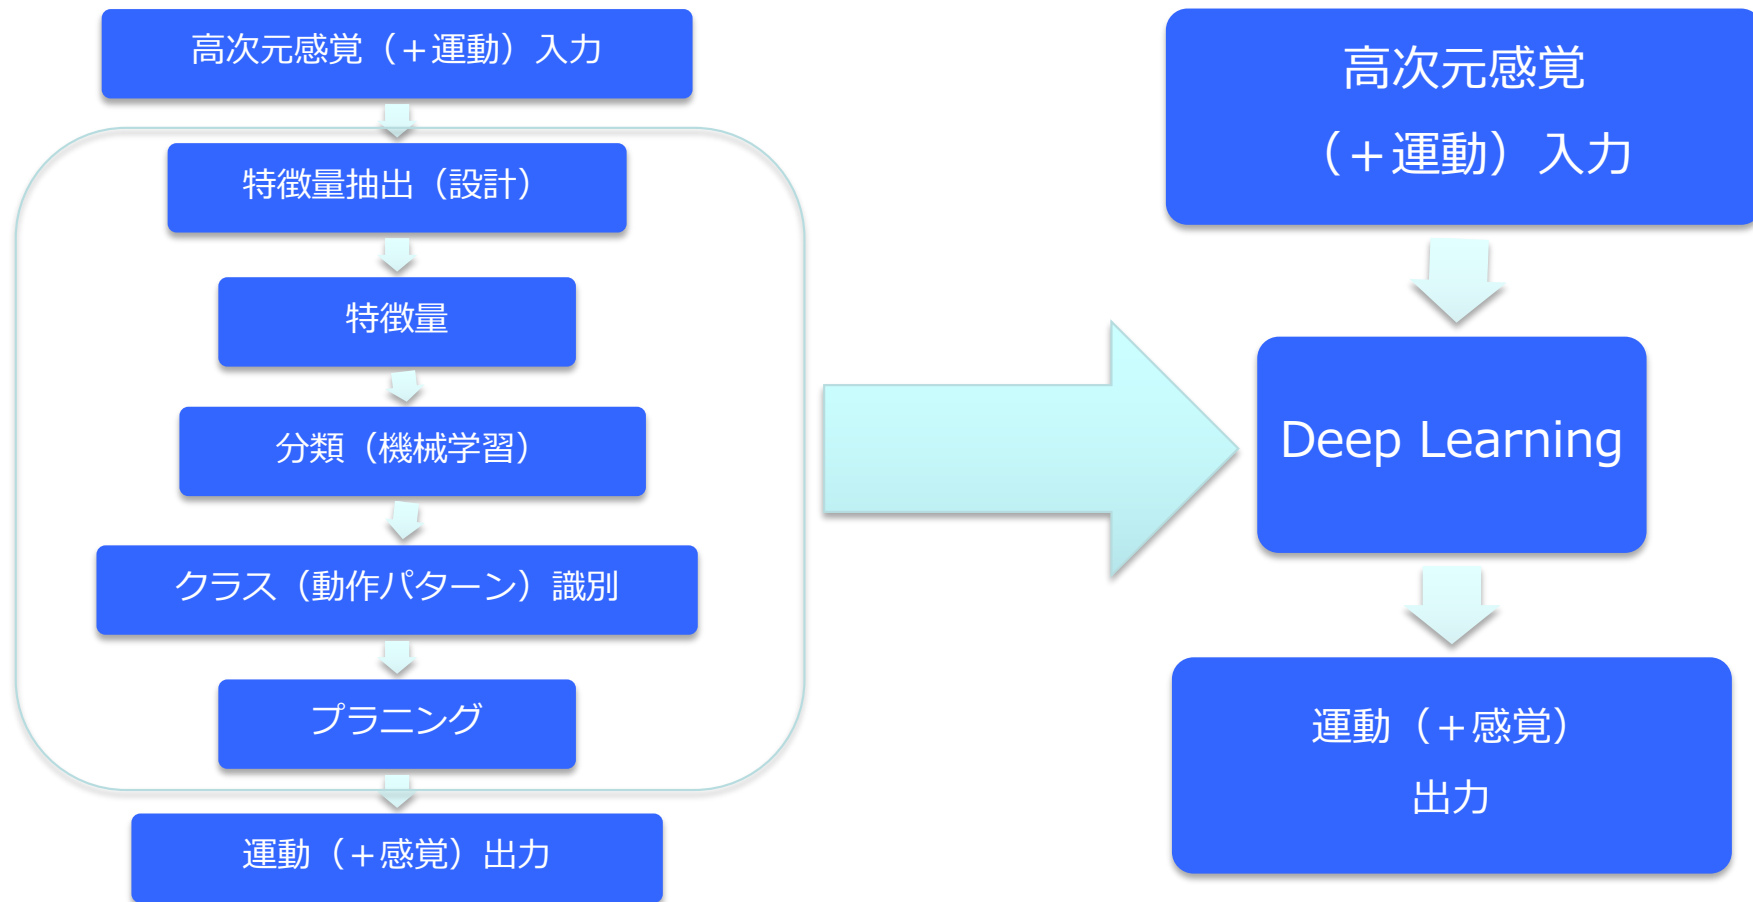 高次元感覚（＋運動）入力
特徴量抽出（設計）
特徴量
分類（機械学習）
クラス（動作パターン）識別
プラニング
運動（＋感覚）出力
高次元感覚
（＋運動）入力
Deep Learning
運動（＋感覚）
出力